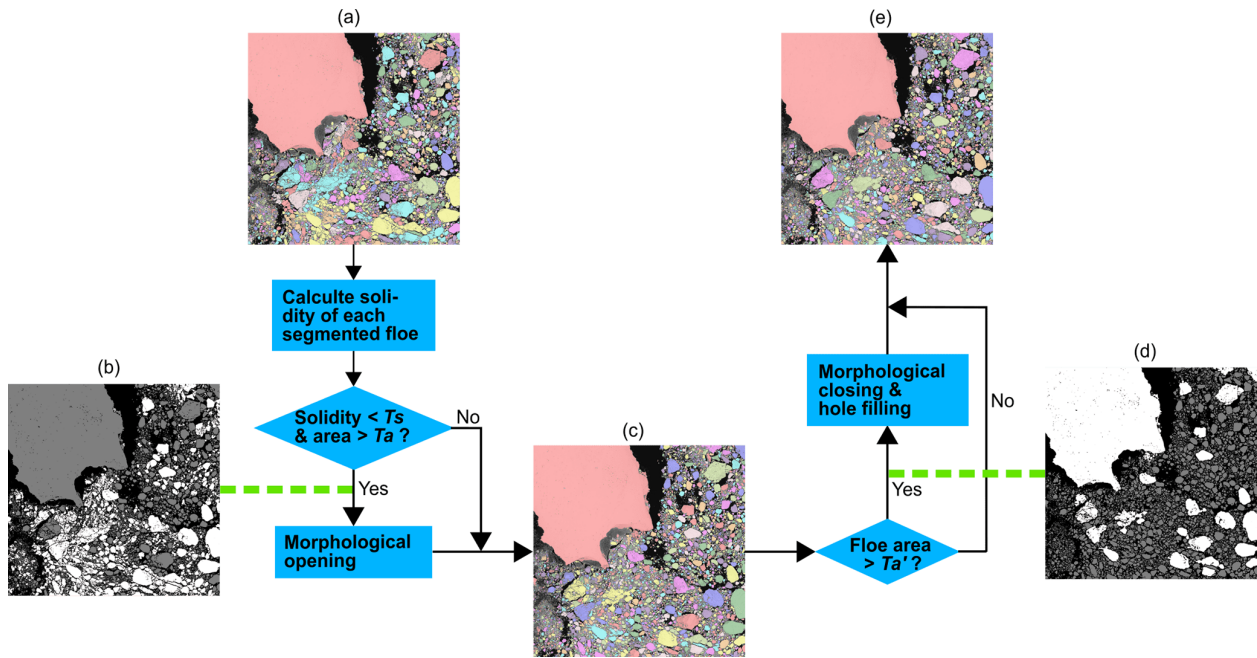 (a)
(e)
Calculte soli-
dity of each
segmented floe
(b)
Solidity < Ts
& area > Ta ?
No
Yes
Morphological
opening
(c)
Morphological
closing &
hole filling
No
(d)
Yes
Floe area
> Ta' ?